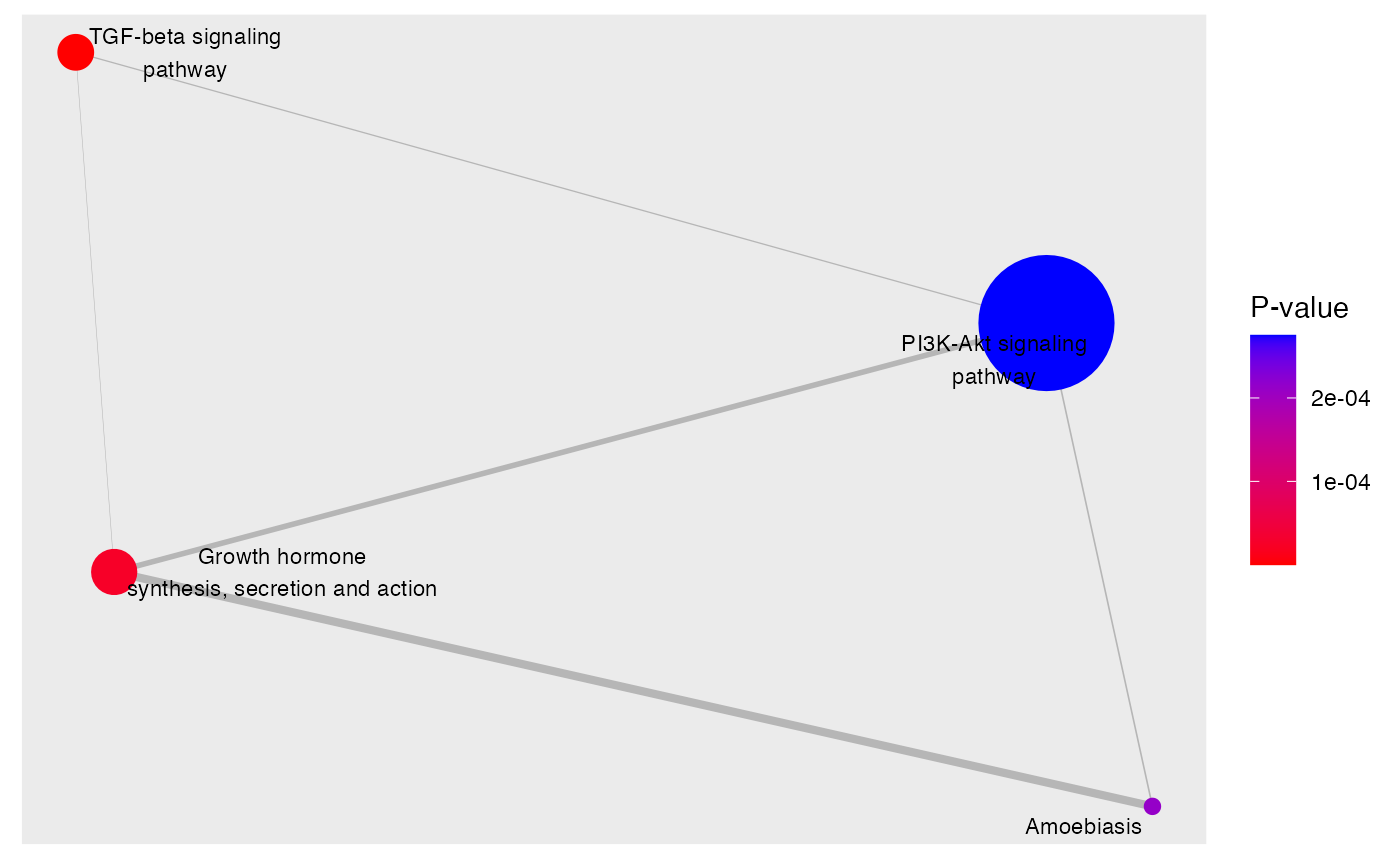 TGF-beta signaling
pathway
P-value
PI3K-Akt signaling
pathway
2e-04
1e-04
Growth hormone
synthesis, secretion and action
Amoebiasis